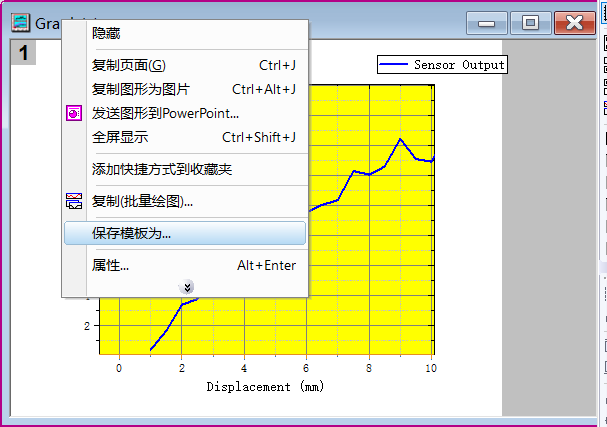 Gra
1
隐藏
复制页面(G) Ctrl+J
复制图形为图片 Ctrl+Alt+J
发送图形到PowerPoint...
全屏显示 Ctrl+Shift+J
添加快捷方式到收藏夹
复制(批量绘图)...
保存模板为...
属性... Alt+Enter
Sensor Output
2
0 2 4 6 8 10
Displacement (mm)